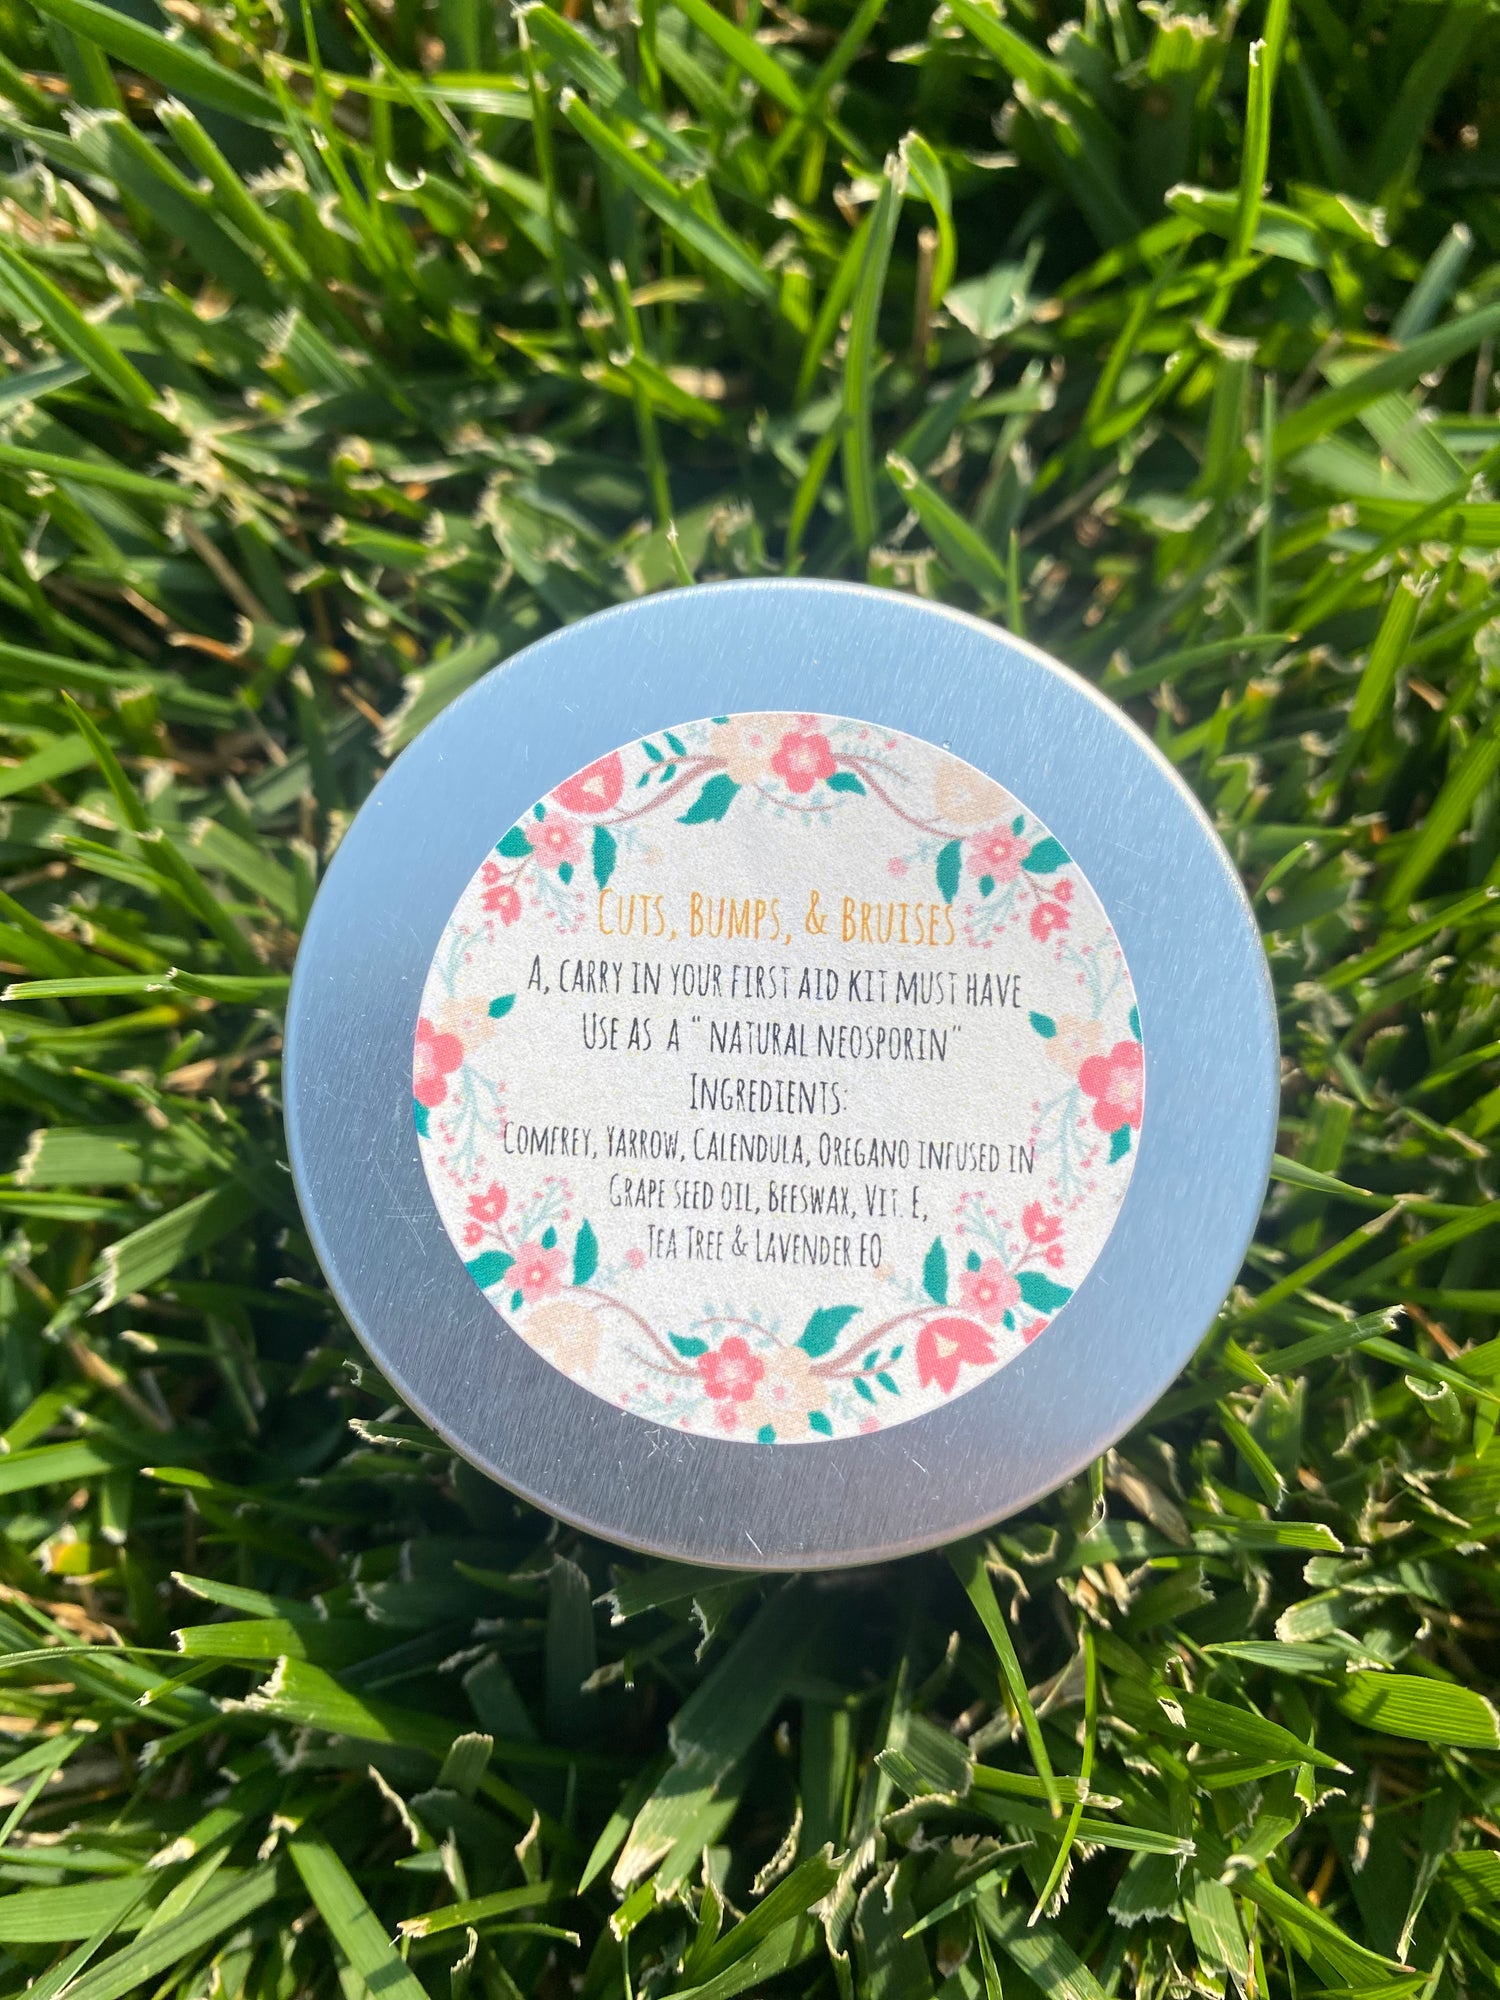 Cuts, Bumps, & Bruises
A, carry in your first aid kit must have
Use as a " natural neosporin"
Ingredients:
Comfrey, Yarrow, Calendula, Oregano infused in
Grape seed oil, Beeswax, Vit. E,
Tea Tree & Lavender EO